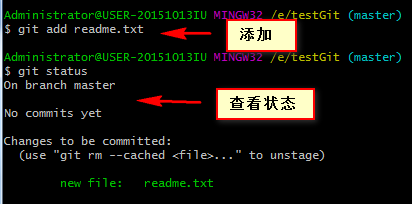 Administrator@USER-20151013IU MINGW32 /e/testGit (master)
$ git add readme.txt
添加
Administrator@USER-20151013IU MINGW32 /e/testGit (master)
$ git status
On branch master
查看状态
No commits yet
Changes to be committed:
(use "git rm --cached <file>..." to unstage)
new file: readme.txt